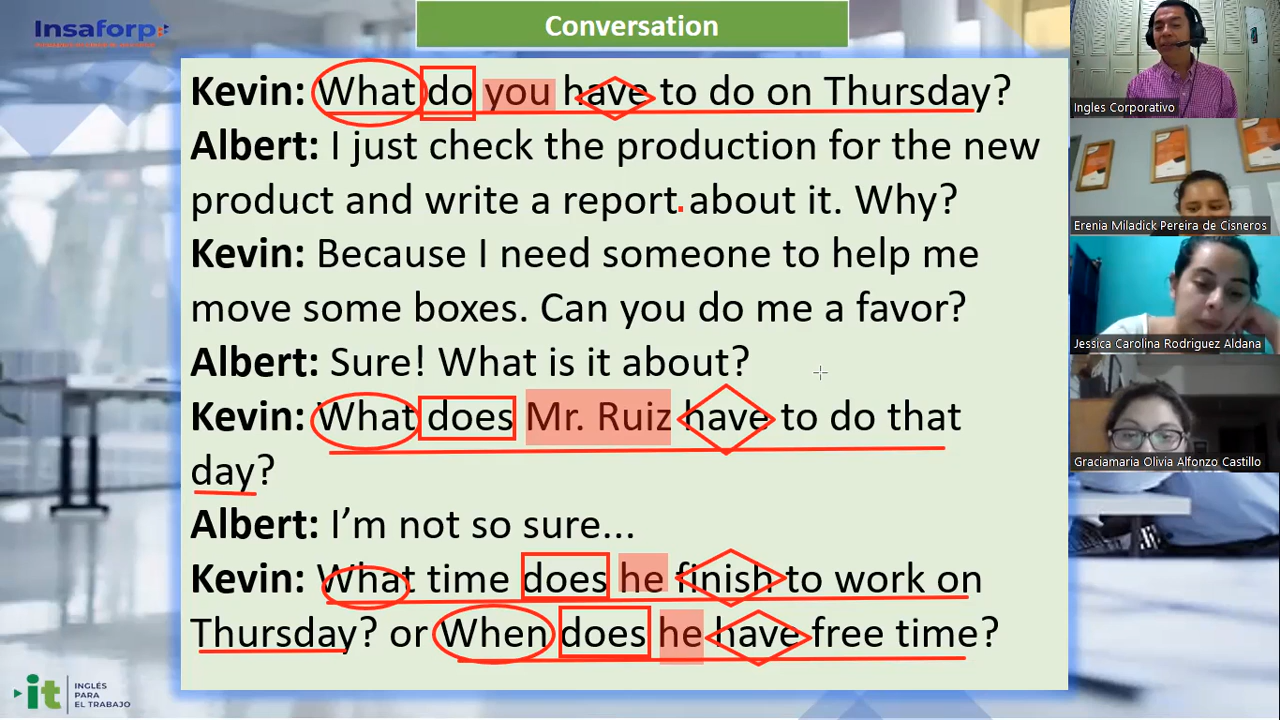 Insaforp
Conversation
Kevin: What do you have to do on Thursday?
Albert: I just check the production for the new
product and write a report about it. Why?
Kevin: Because I need someone to help me
move some boxes. Can you do me a favor?
Albert: Sure! What is it about?
Kevin: What does Mr. Ruiz have to do that
day?
Albert: I’m not so sure...
Kevin: What time does he finish to work on
Thursday? or When does he have free time?
it INGLÉS
PARA
EL TRABAJO
Ingles Corporativo
Erenia Miladick Pereira de Cisneros
Jessica Carolina Rodriguez Aldana
Graciamaria Olivia Alfonzo Castillo